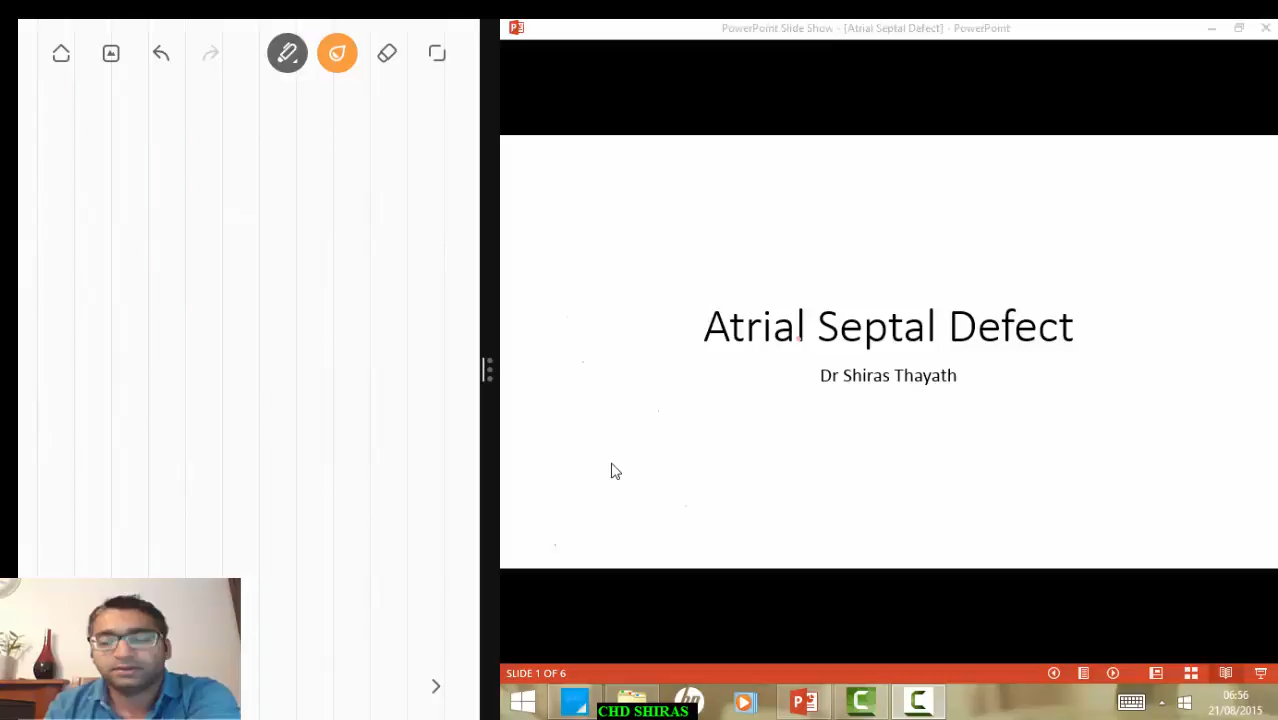 PowerPoint Slide Show - [Atrial Septal Defect] - PowerPoint
Atrial Septal Defect
Dr Shiras Thayath
SLIDE 1 OF 6
CHD SHIRAS
06:56
21/08/2015